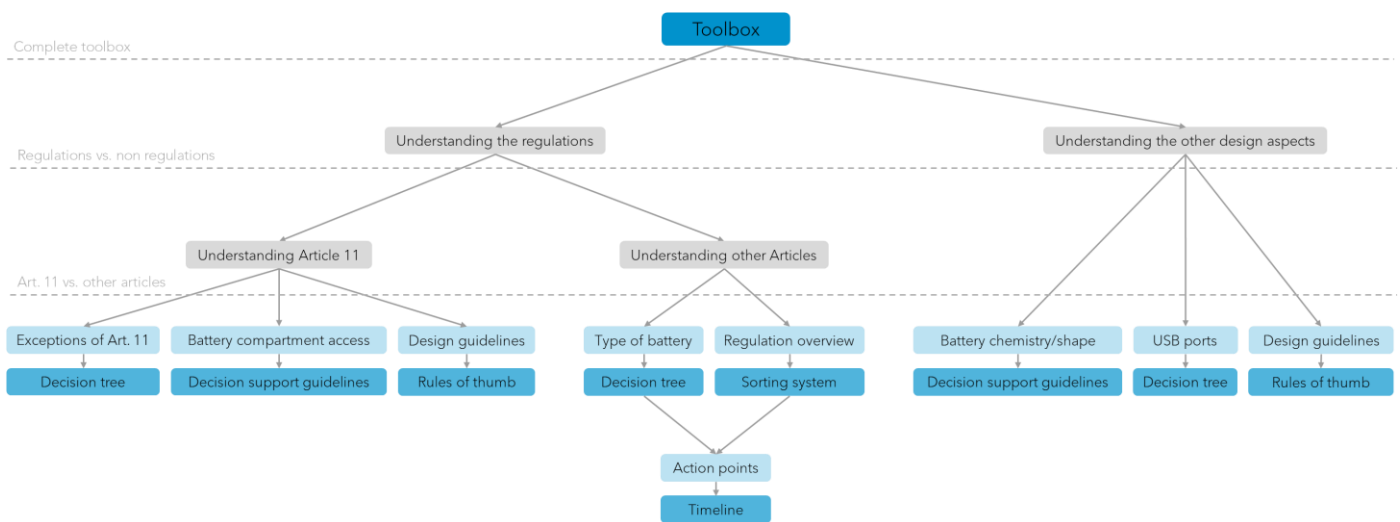 Toolbox
Complete toolbox
Understanding the regulations
Understanding the other design aspects
Regulations vs. non regulations
Understanding Article 11
Understanding other Articles
Art. 11 vs. other articles
Exceptions of Art. 11
Battery compartment access
Design guidelines
Type of battery
Regulation overview
Battery chemistry/shape
USB ports
Design guidelines
Decision tree
Decision support guidelines
Rules of thumb
Decision tree
Sorting system
Decision support guidelines
Decision tree
Rules of thumb
Action points
Timeline